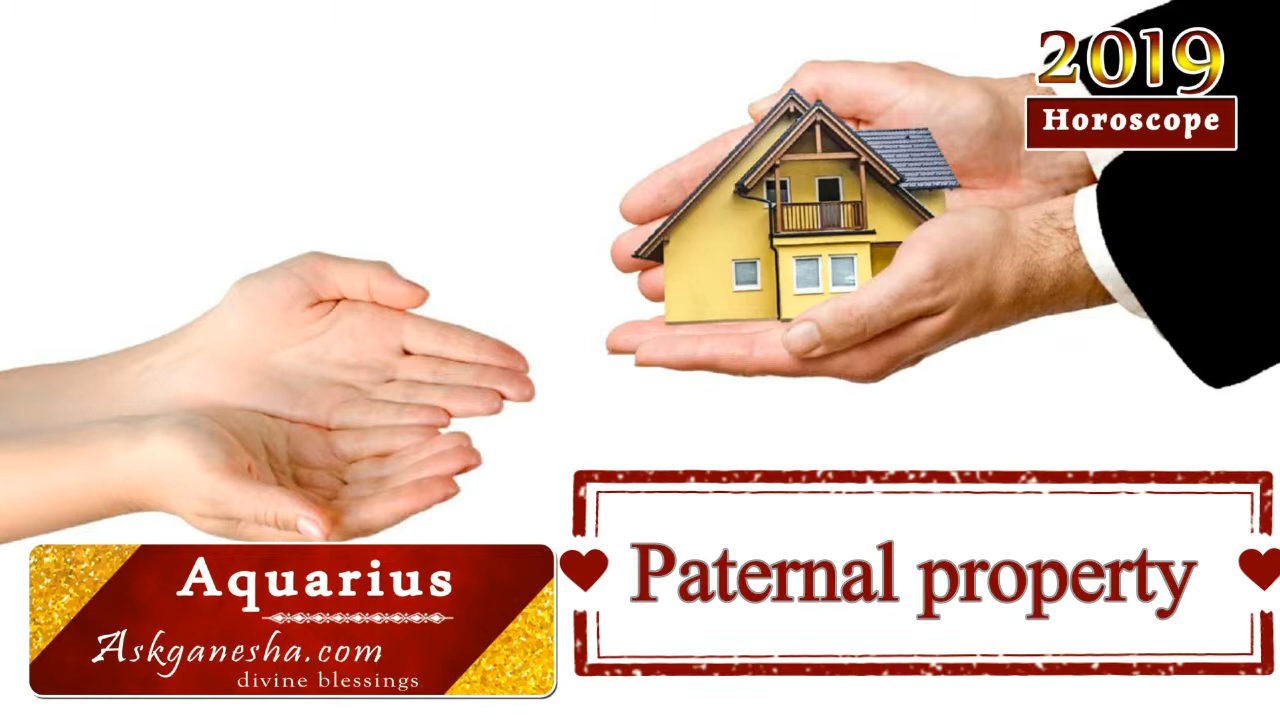 2019
Horoscope
Aquarius
Askganesha.com
divine blessings
Paternal property